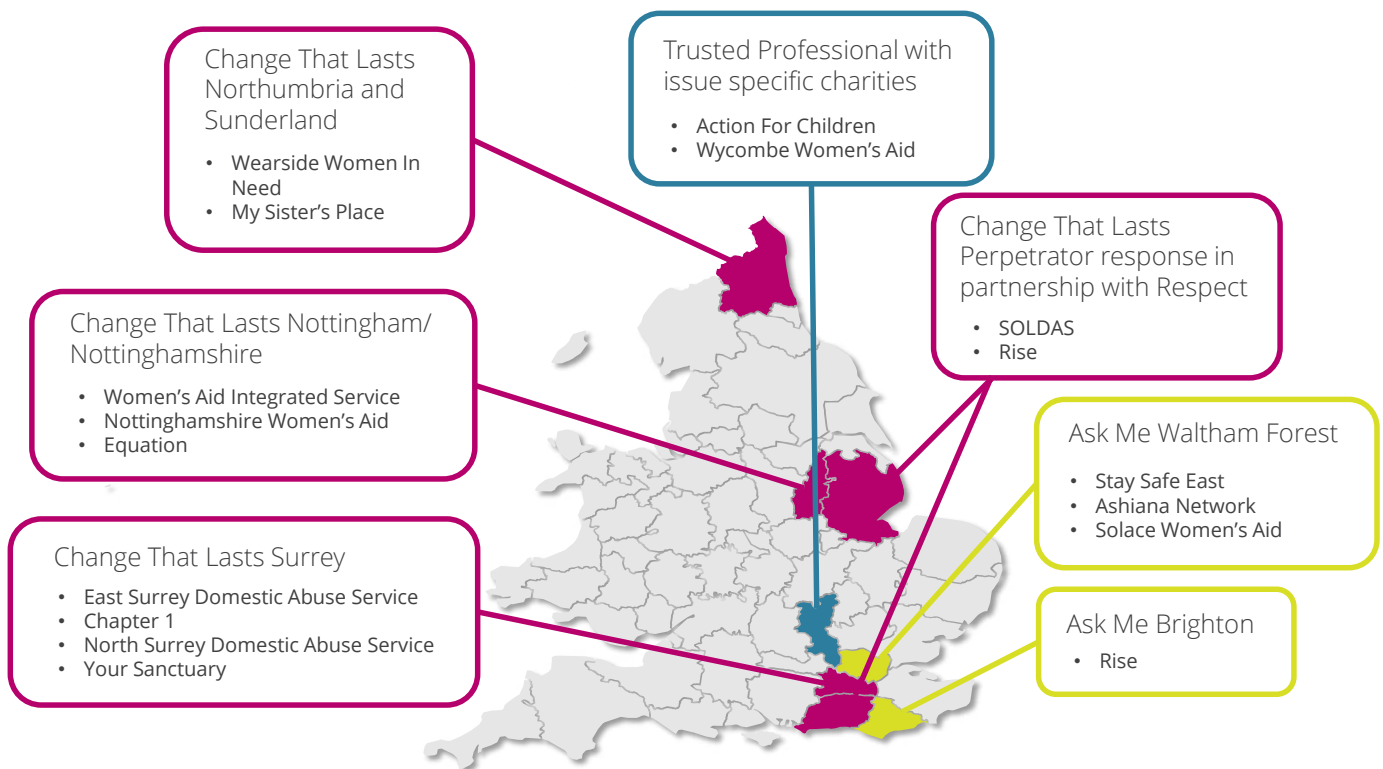 Change That Lasts
Northumbria and
Sunderland
• Wearside Women In
Need
• My Sister’s Place
Trusted Professional with
issue specific charities
• Action For Children
• Wycombe Women’s Aid
Change That Lasts
Perpetrator response in
partnership with Respect
• SOLDAS
• Rise
Change That Lasts Nottingham/
Nottinghamshire
• Women’s Aid Integrated Service
• Nottinghamshire Women’s Aid
• Equation
Ask Me Waltham Forest
• Stay Safe East
• Ashiana Network
• Solace Women’s Aid
Change That Lasts Surrey
• East Surrey Domestic Abuse Service
• Chapter 1
• North Surrey Domestic Abuse Service
• Your Sanctuary
Ask Me Brighton
• Rise